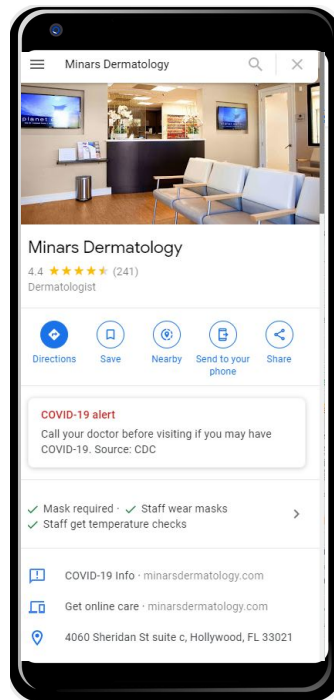 Minars Dermatology
planet
Minars Dermatology
4.4 (241)
Dermatologist
Directions Save Nearby Send to your phone Share
COVID-19 alert
Call your doctor before visiting if you may have
COVID-19. Source: CDC
Mask required · Staff wear masks
Staff get temperature checks
COVID-19 Info · minarsdermatology.com
Get online care · minarsdermatology.com
4060 Sheridan St suite c, Hollywood, FL 33021